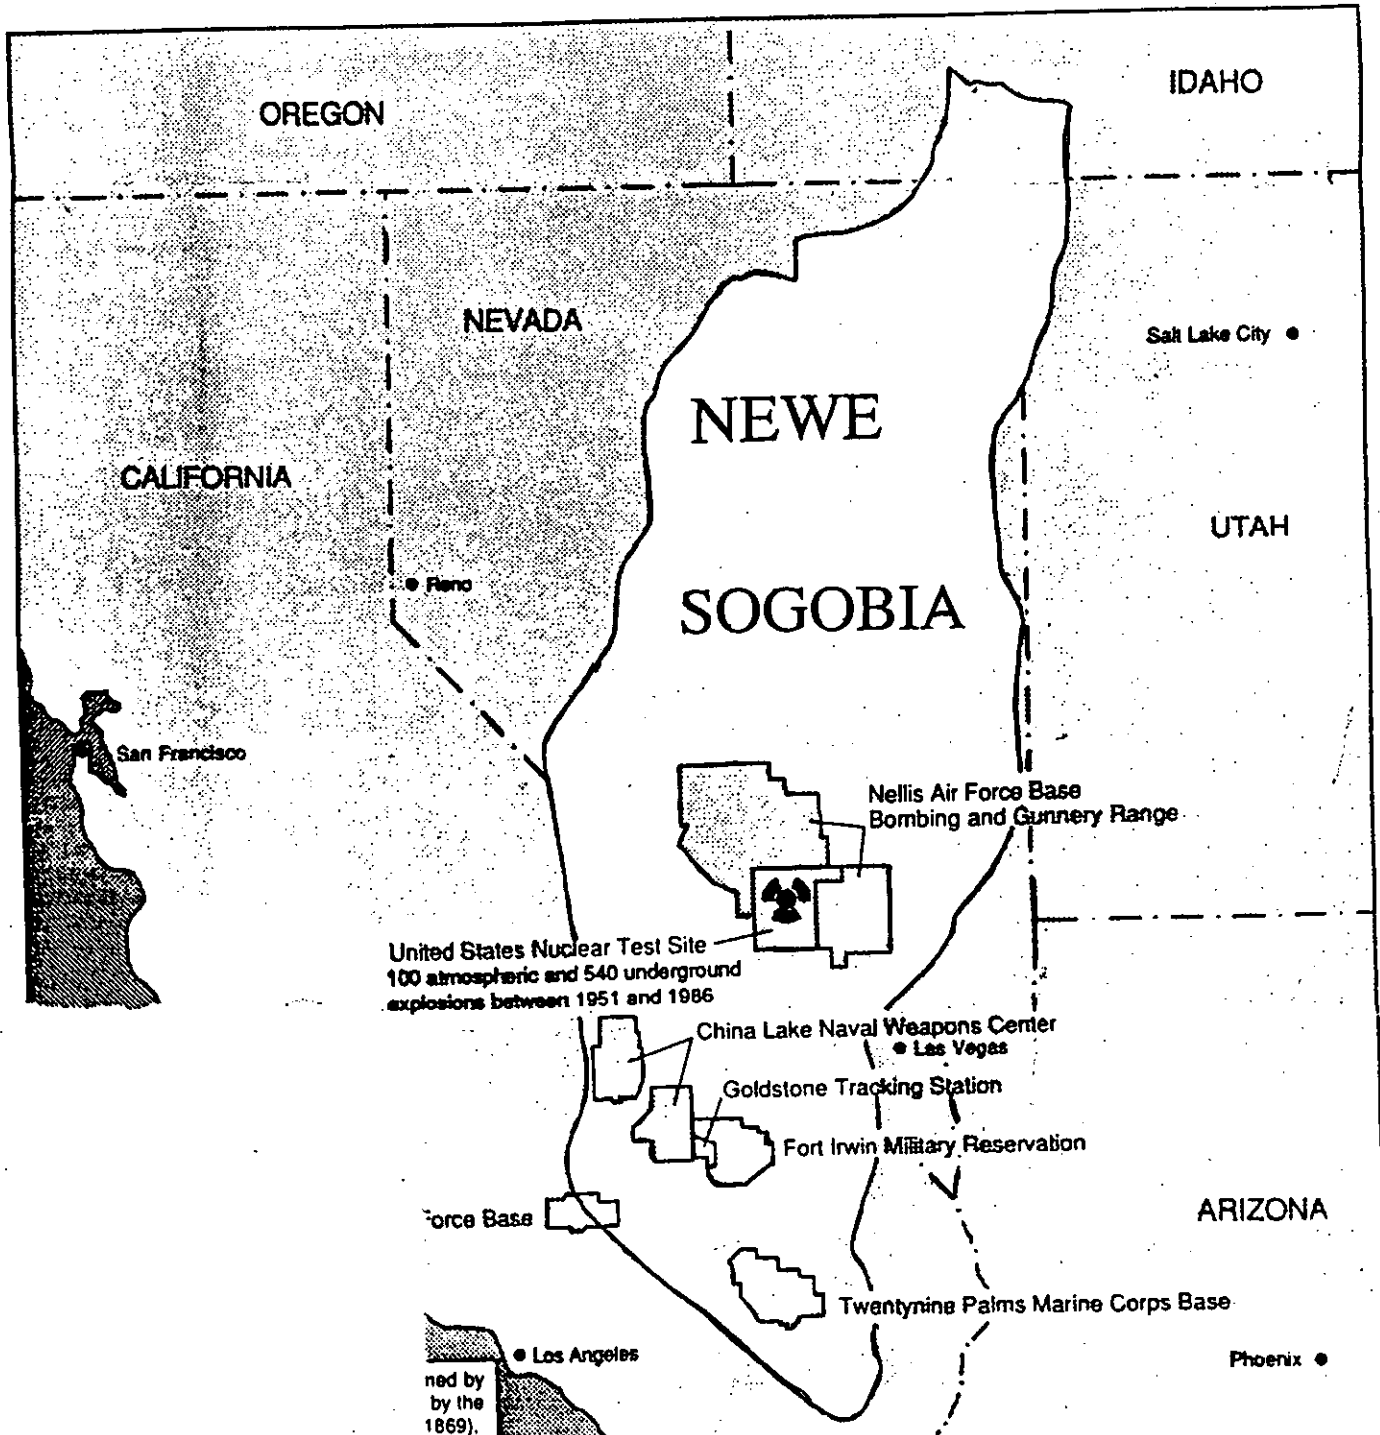 OREGON
IDAHO
NEVADA
Salt Lake City
NEWE
CALIFORNIA
UTAH
Reno
SOGOBIA
San Francisco
Nellis Air Force Base
Bombing and Gunnery Range
United States Nuclear Test Site
100 atmospheric and 540 underground
explosions between 1951 and 1986
China Lake Naval Weapons Center
Las Vegas
Goldstone Tracking Station
Fort Irwin Military Reservation
ARIZONA
Force Base
Twentynine Palms Marine Corps Base
Los Angeles
Phoenix
ned by
by the
1869).